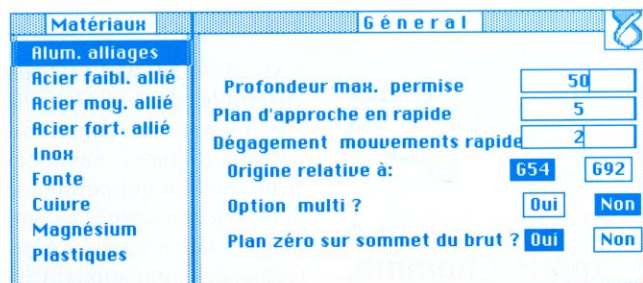 Matériaux
Alum. alliages
Acier faibl. allié
Acier moy. allié
Acier fort. allié
Inox
Fonte
Cuivre
Magnésium
Plastiques
Géneral
Profondeur max. permise 50
Plan d'approche en rapide 5
Dégagement mouvements rapide 2
Origine relative à: G54 G92
Option multi ? Oui Non
Plan zéro sur sommet du brut ? Oui Non